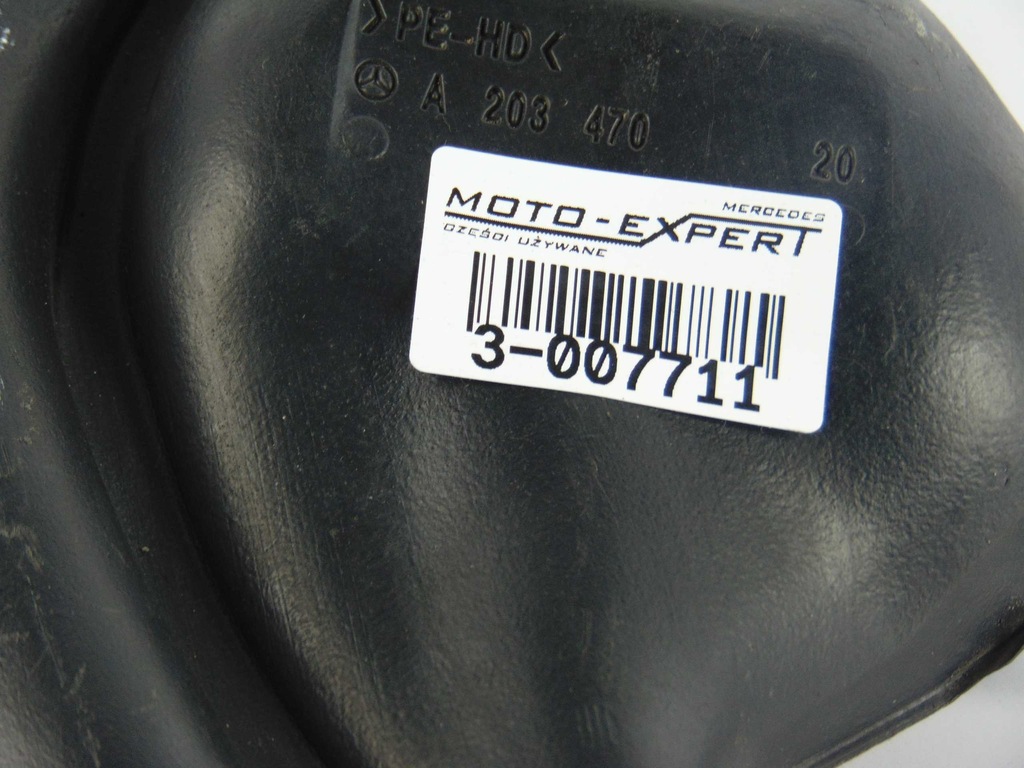 >PE-HD<
A 203 470 20
MERCEDES
MOTO-EXPERT
CZĘŚCI UŻYWANE
3-007711